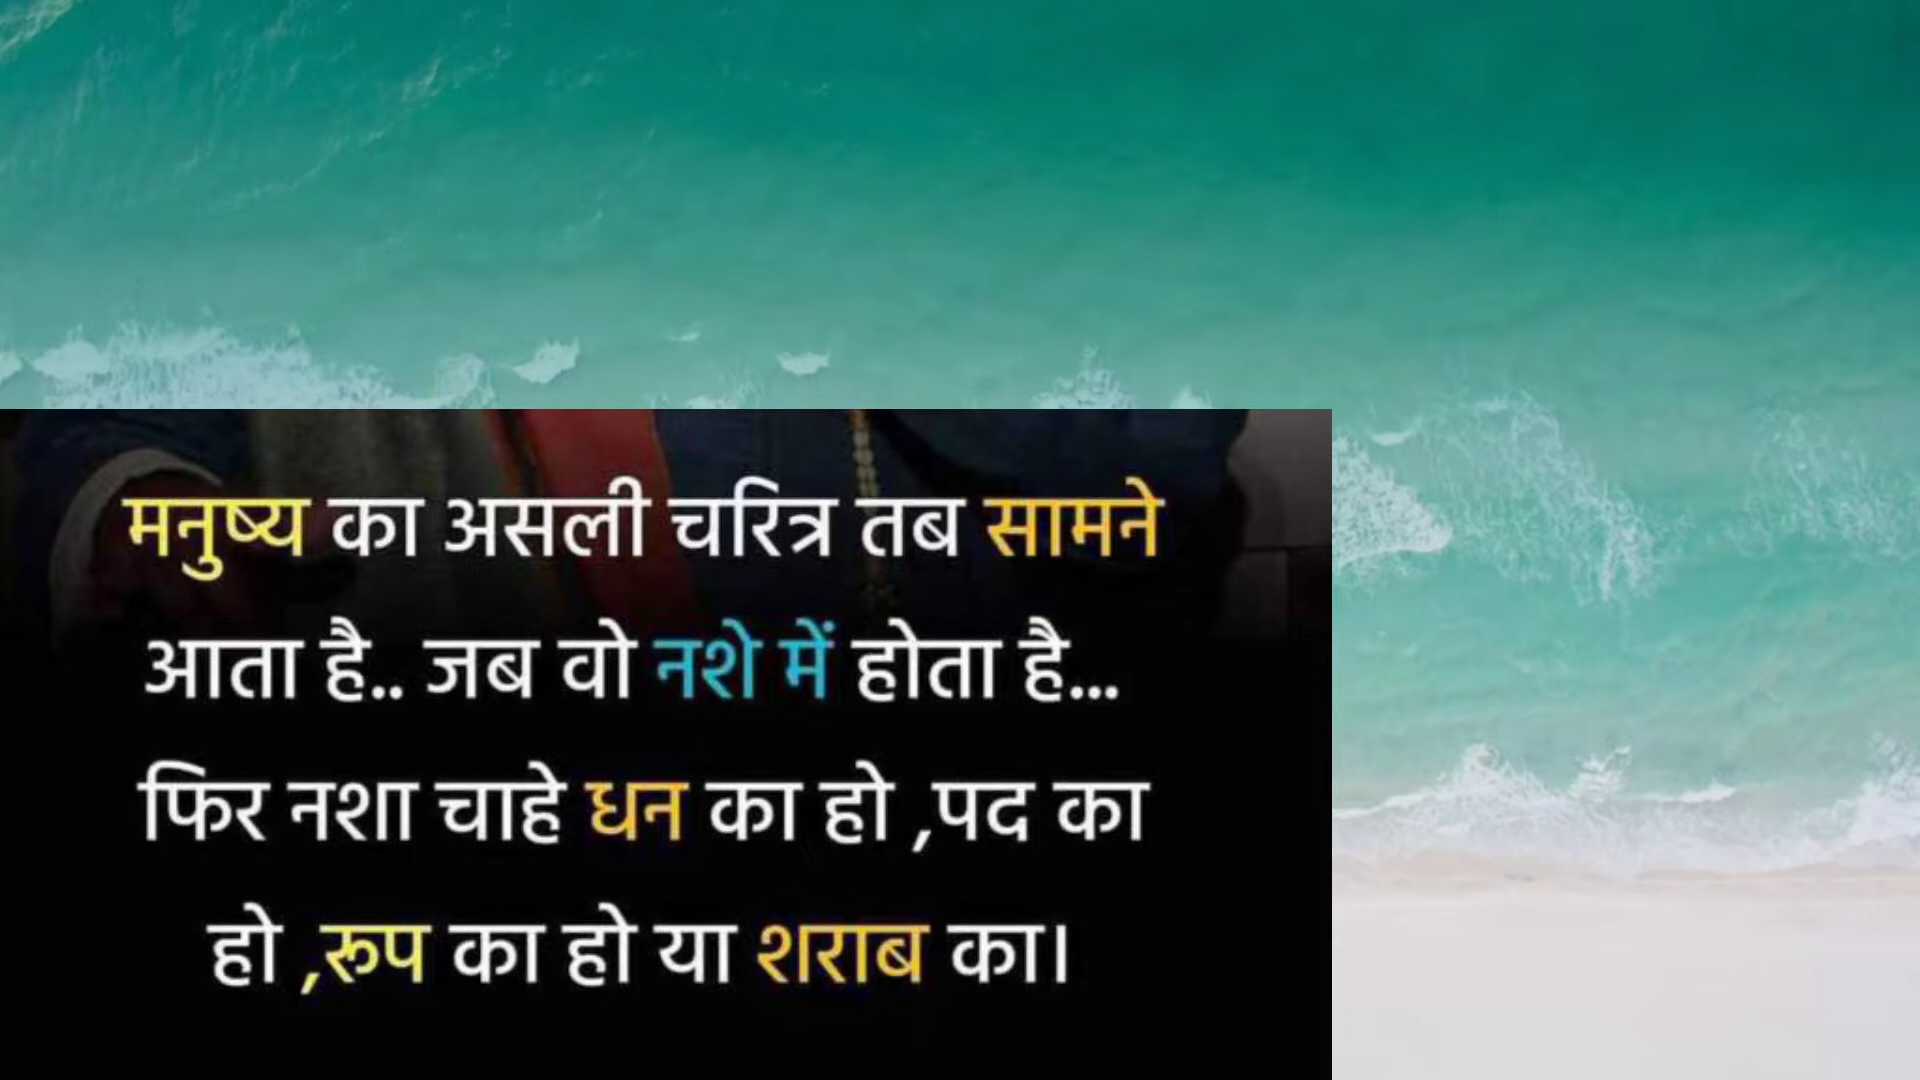 मनुष्य का असली चरित्र तब सामने
आता है.. जब वो नशे में होता है...
फिर नशा चाहे धन का हो ,पद का
हो ,रूप का हो या शराब का।